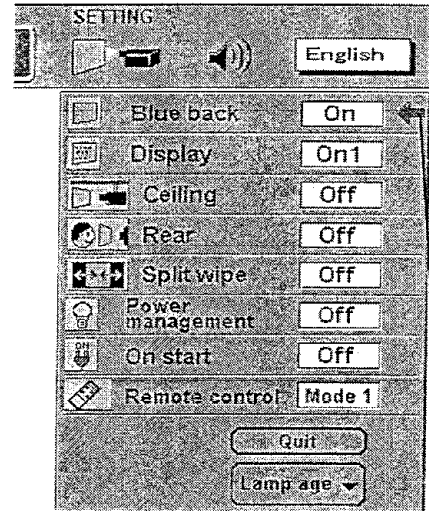 SETTING
English
Blue back On
Display On1
Ceiling Off
Rear Off
Split wipe Off
Power
management Off
On start Off
Remote control Mode 1
Quit
Lamp age